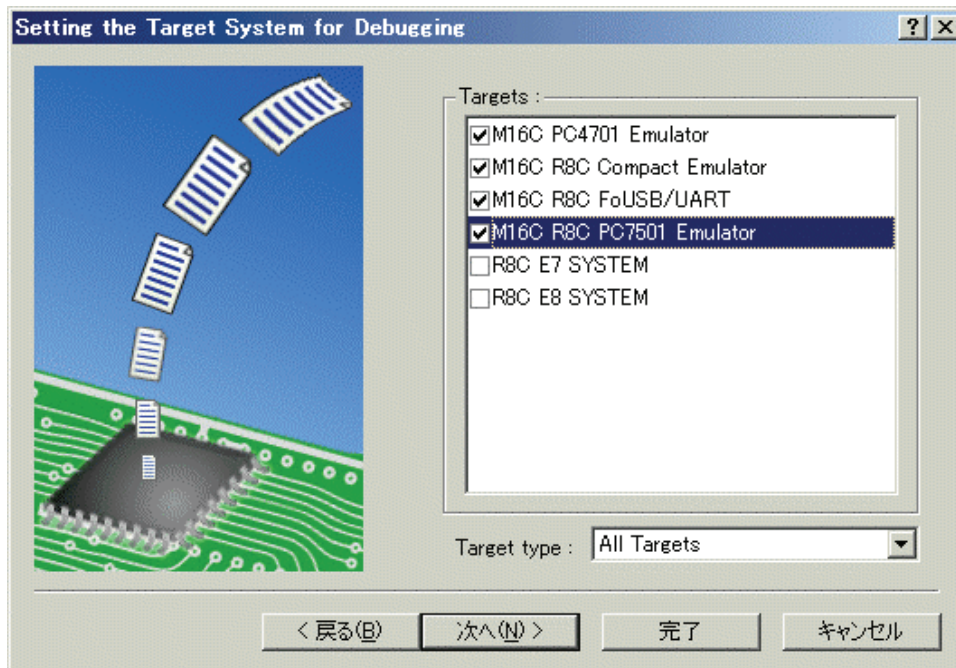 Setting the Target System for Debugging
Targets :
M16C PC4701 Emulator
M16C R8C Compact Emulator
M16C R8C FoUSB/UART
M16C R8C PC7501 Emulator
R8C E7 SYSTEM
R8C E8 SYSTEM
Target type : All Targets
< 戻る(B) 次へ(N) > 完了 キャンセル